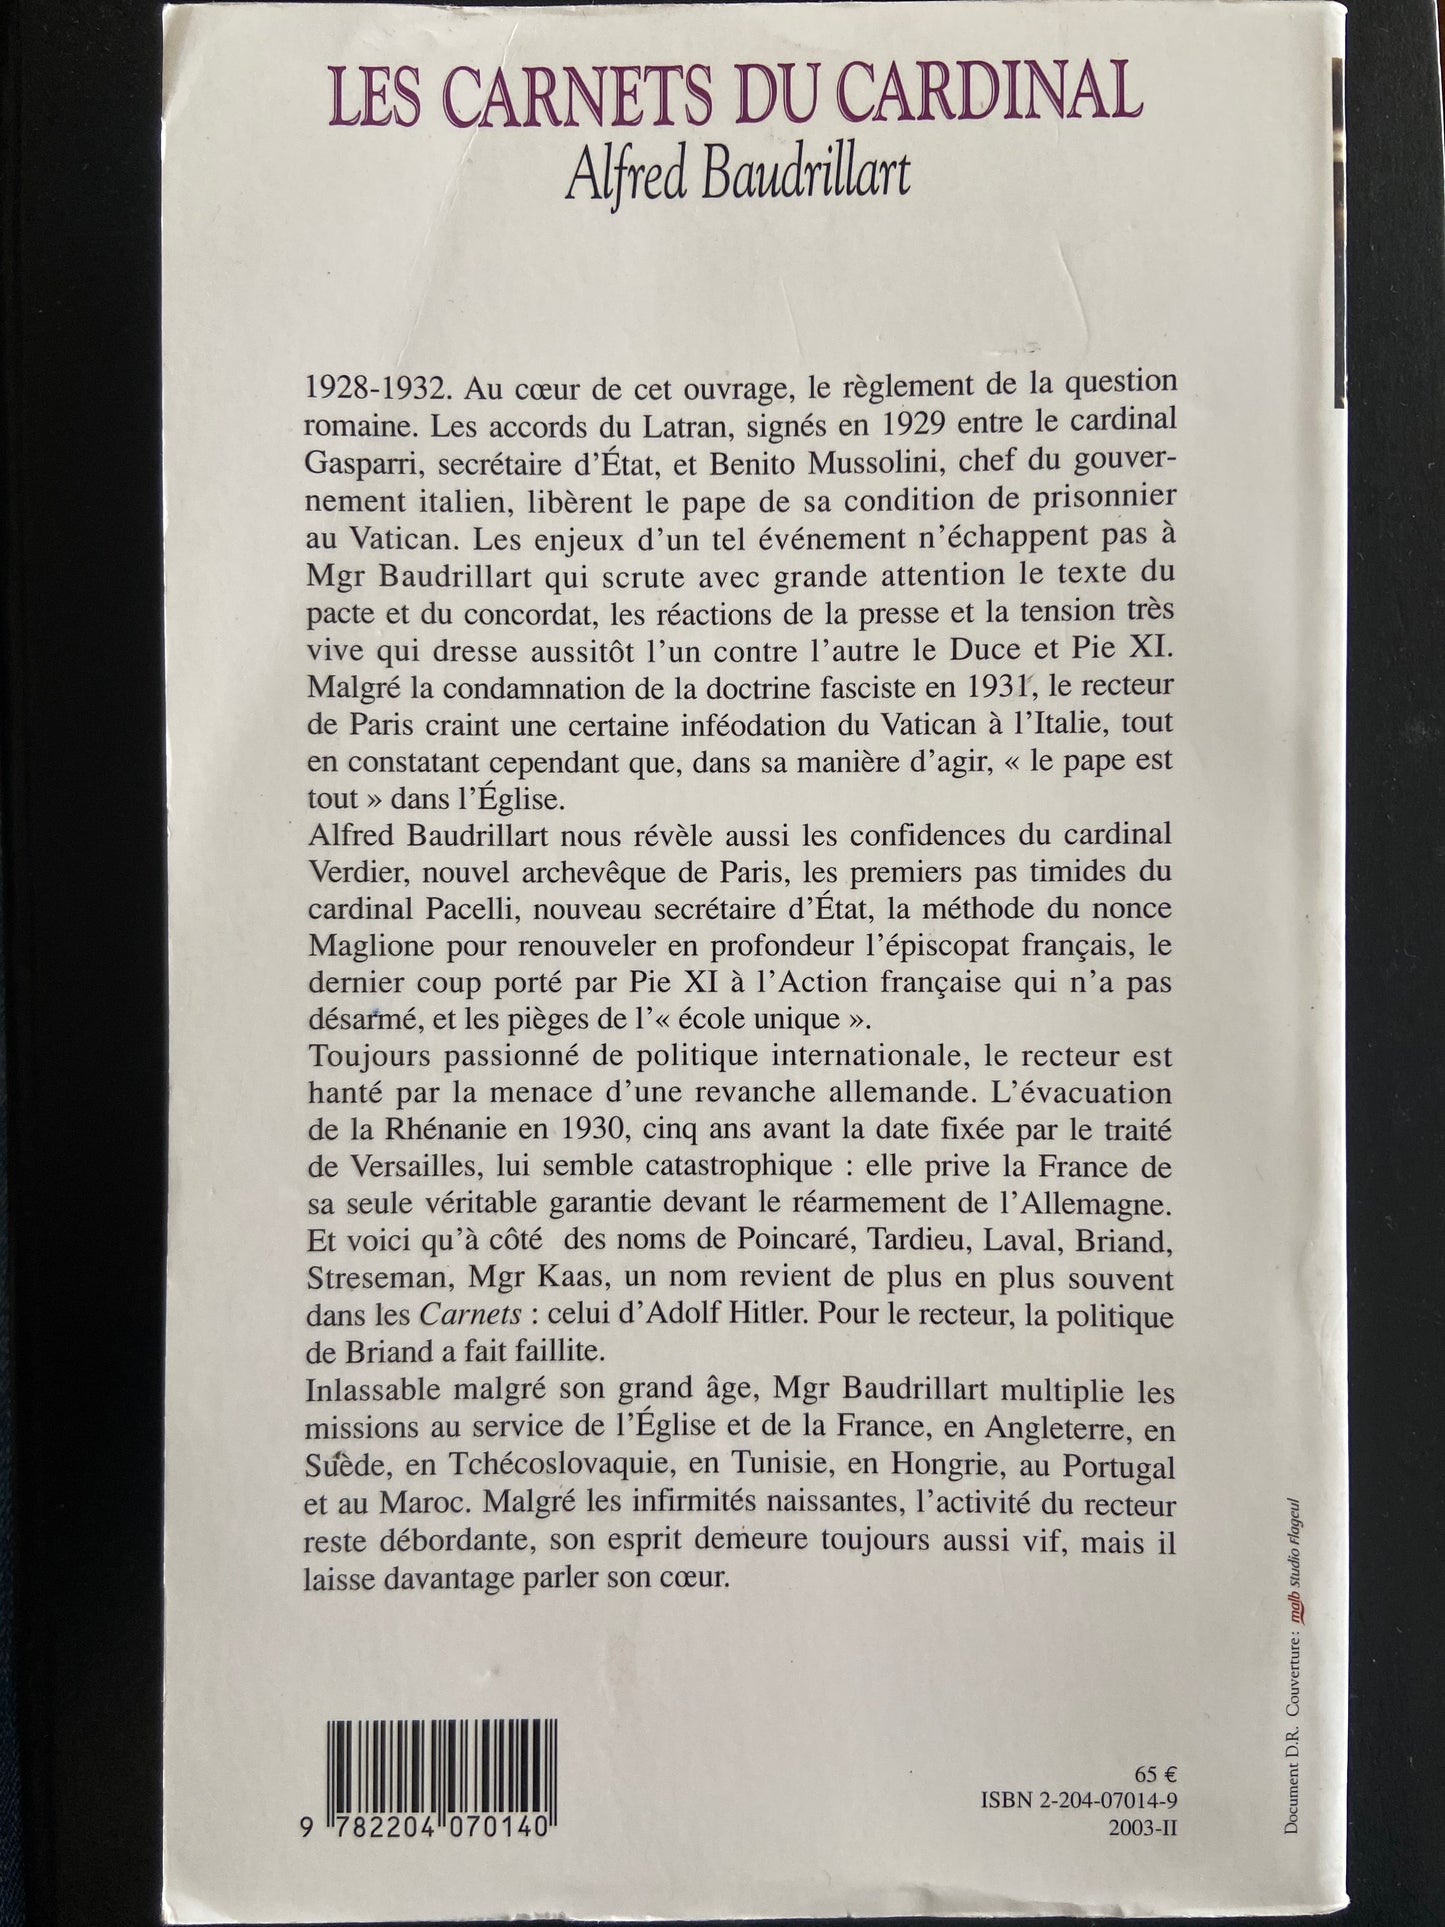 LES CARNETS DU CARDINAL
Alfred Baudrillart
1928-1932. Au cœur de cet ouvrage, le règlement de la question
romaine. Les accords du Latran, signés en 1929 entre le cardinal
Gasparri, secrétaire d'État, et Benito Mussolini, chef du gouver-
nement italien, libèrent le pape de sa condition de prisonnier
au Vatican. Les enjeux d'un tel événement n'échappent pas à
Mgr Baudrillart qui scrute avec grande attention le texte du
pacte et du concordat, les réactions de la presse et la tension très
vive qui dresse aussitôt l'un contre l'autre le Duce et Pie XI.
Malgré la condamnation de la doctrine fasciste en 1931, le recteur
de Paris craint une certaine inféodation du Vatican à l'Italie, tout
en constatant cependant que, dans sa manière d'agir, « le pape est
tout » dans l'Église.
Alfred Baudrillart nous révèle aussi les confidences du cardinal
Verdier, nouvel archevêque de Paris, les premiers pas timides du
cardinal Pacelli, nouveau secrétaire d'État, la méthode du nonce
Maglione pour renouveler en profondeur l'épiscopat français, le
dernier coup porté par Pie XI à l'Action française qui n'a pas
désarmé, et les pièges de l'« école unique ».
Toujours passionné de politique internationale, le recteur est
hanté par la menace d'une revanche allemande. L'évacuation
de la Rhénanie en 1930, cinq ans avant la date fixée par le traité
de Versailles, lui semble catastrophique : elle prive la France de
sa seule véritable garantie devant le réarmement de l'Allemagne.
Et voici qu'à côté des noms de Poincaré, Tardieu, Laval, Briand,
Streseman, Mgr Kaas, un nom revient de plus en plus souvent
dans les Carnets : celui d'Adolf Hitler. Pour le recteur, la politique
de Briand a fait faillite.
Inlassable malgré son grand âge, Mgr Baudrillart multiplie les
missions au service de l'Église et de la France, en Angleterre, en
Suède, en Tchécoslovaquie, en Tunisie, en Hongrie, au Portugal
et au Maroc. Malgré les infirmités naissantes, l'activité du recteur
reste débordante, son esprit demeure toujours aussi vif, mais il
laisse davantage parler son cœur.
9 782204 070140
65 €
ISBN 2-204-07014-9
2003-II
Document D.R. Couverture : malb studio flageul